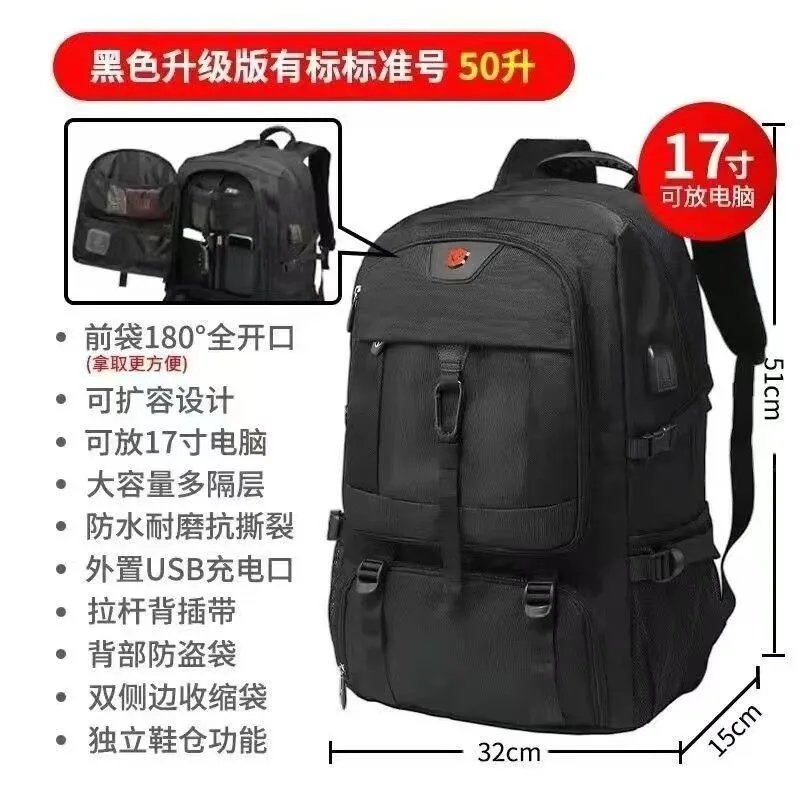 黑色升级版有标标准号 50升
17寸
可放电脑
前袋180°全开口
(拿取更方便)
可扩容设计
可放17寸电脑
大容量多隔层
防水耐磨抗撕裂
外置USB充电口
拉杆背插带
背部防盗袋
双侧边收缩袋
独立鞋仓功能
51cm
32cm
15cm